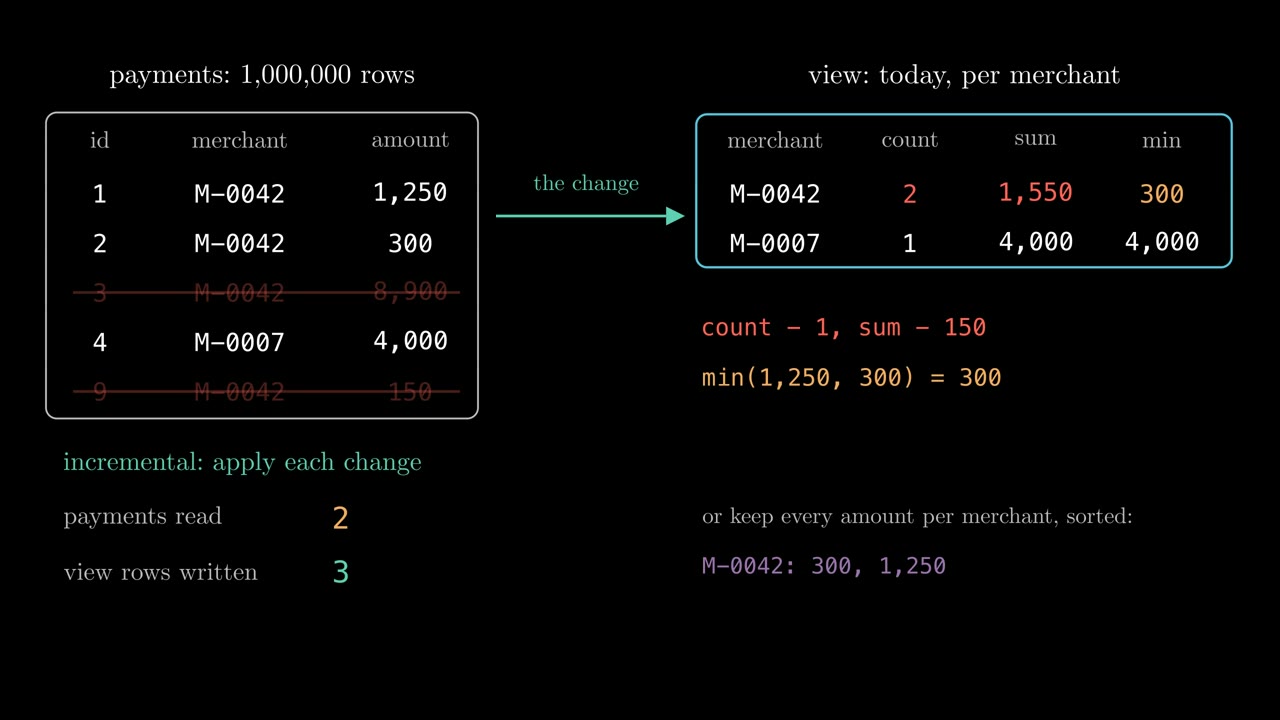 payments: 1,000,000 rows
id merchant amount
1 M-0042 1,250
2 M-0042 300
3 M-0042 8,900
4 M-0007 4,000
9 M-0042 150
the change
view: today, per merchant
merchant count sum min
M-0042 2 1,550 300
M-0007 1 4,000 4,000
count - 1, sum - 150
min(1,250, 300) = 300
incremental: apply each change
payments read 2
view rows written 3
or keep every amount per merchant, sorted:
M-0042: 300, 1,250